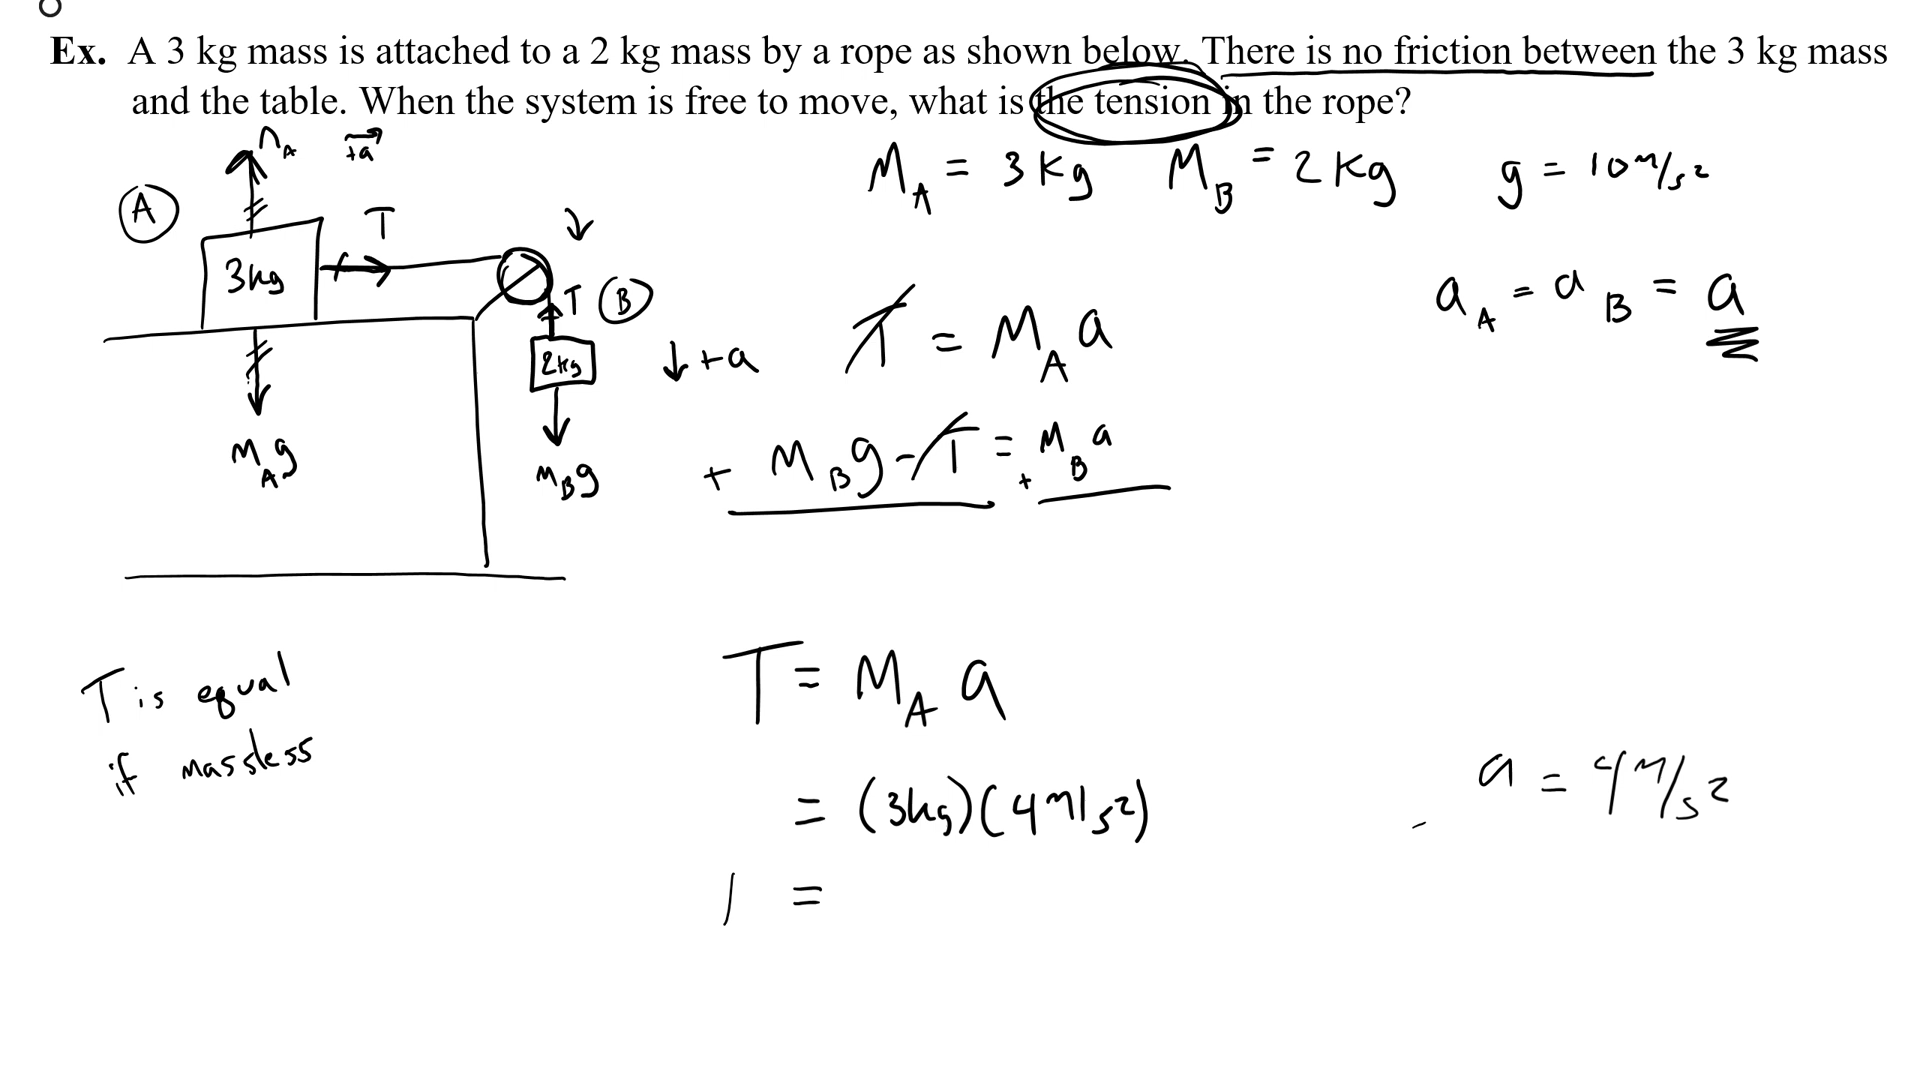 Ex. A 3 kg mass is attached to a 2 kg mass by a rope as shown below. There is no friction between the 3 kg mass
and the table. When the system is free to move, what is the tension in the rope?
n_A
+a
M_A = 3 kg M_B = 2 kg g = 10 m/s²
A
T
3kg
T
B
2kg
↓ +a
M_A g
M_B g
a_A = a_B = a
T = M_A a
+ M_B g - T = + M_B a
T is equal
if massless
T = M_A a
= (3kg)(4m/s²)
=
a = 4 m/s²